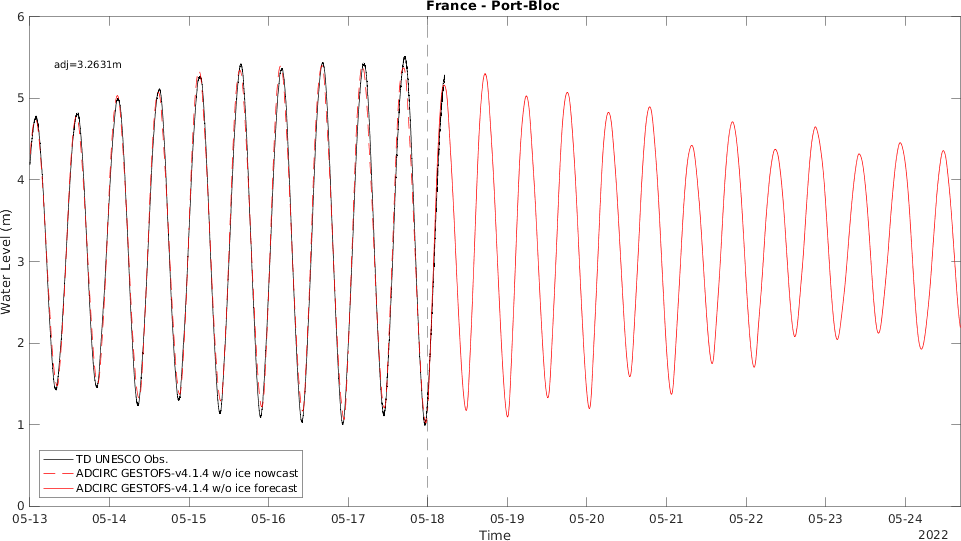 France - Port-Bloc
adj=3.2631m
Water Level (m)
6
5
4
3
2
1
0
TD UNESCO Obs.
ADCIRC GESTOFS-v4.1.4 w/o ice nowcast
ADCIRC GESTOFS-v4.1.4 w/o ice forecast
05-13 05-14 05-15 05-16 05-17 05-18 05-19 05-20 05-21 05-22 05-23 05-24
Time
2022